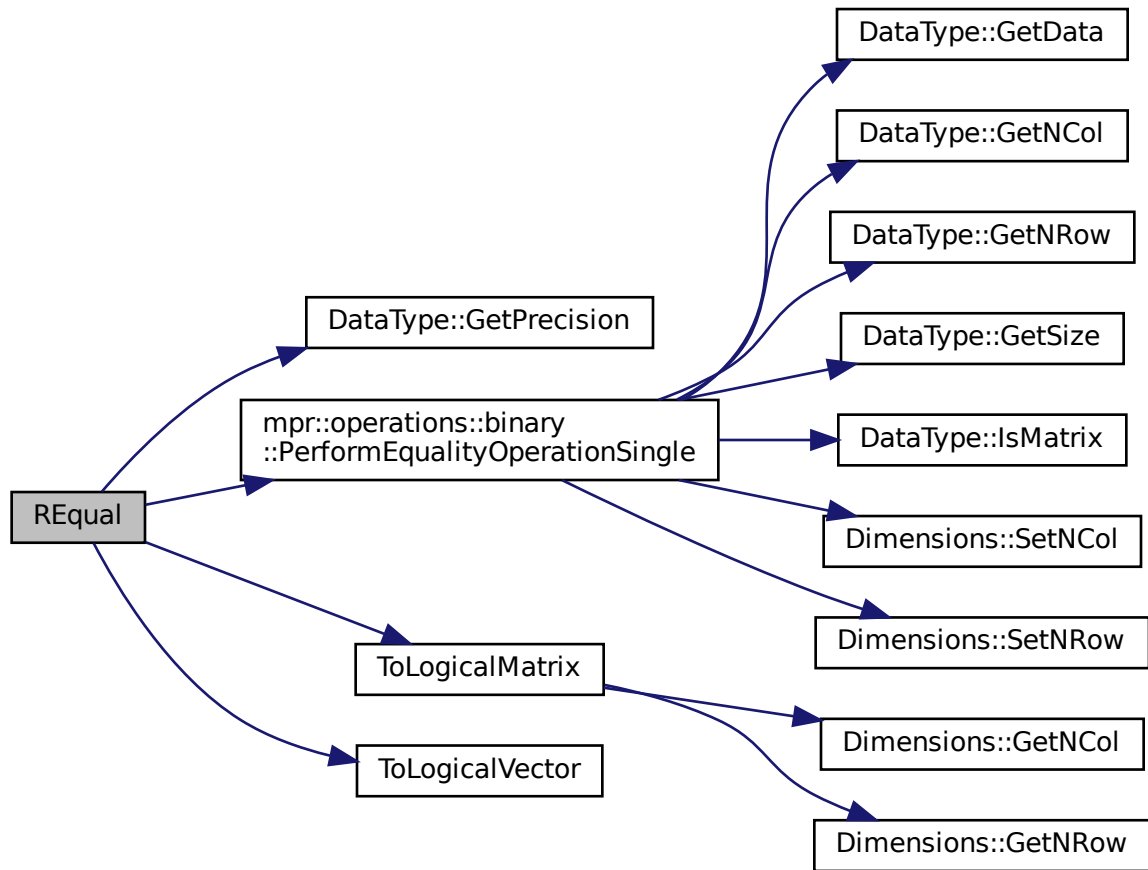 DataType::GetData
DataType::GetNCol
DataType::GetNRow
DataType::GetPrecision
DataType::GetSize
mpr::operations::binary
::PerformEqualityOperationSingle
DataType::IsMatrix
REqual
Dimensions::SetNCol
Dimensions::SetNRow
ToLogicalMatrix
Dimensions::GetNCol
ToLogicalVector
Dimensions::GetNRow